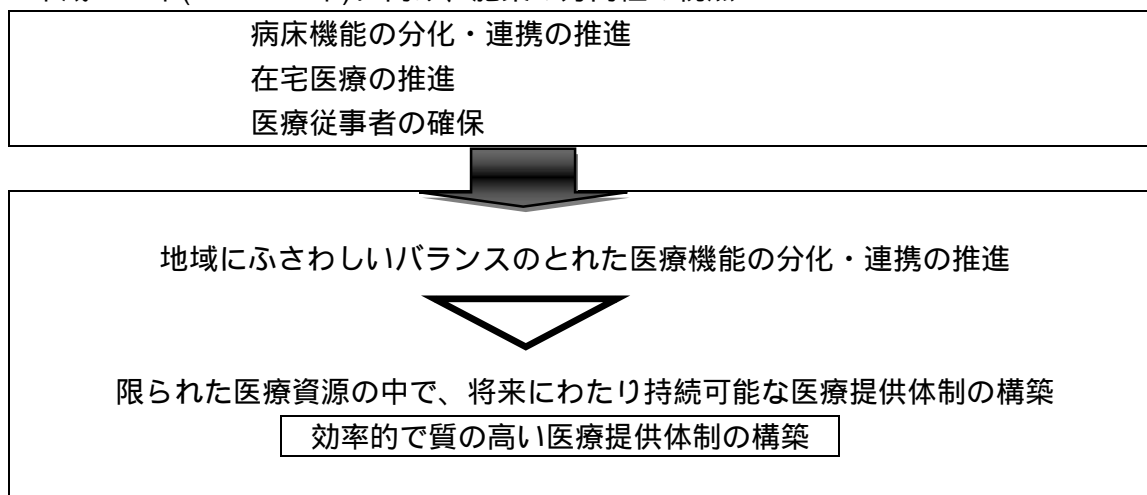 病床機能の分化・連携の推進
在宅医療の推進
医療従事者の確保
地域にふさわしいバランスのとれた医療機能の分化・連携の推進
限られた医療資源の中で、将来にわたり持続可能な医療提供体制の構築
効率的で質の高い医療提供体制の構築